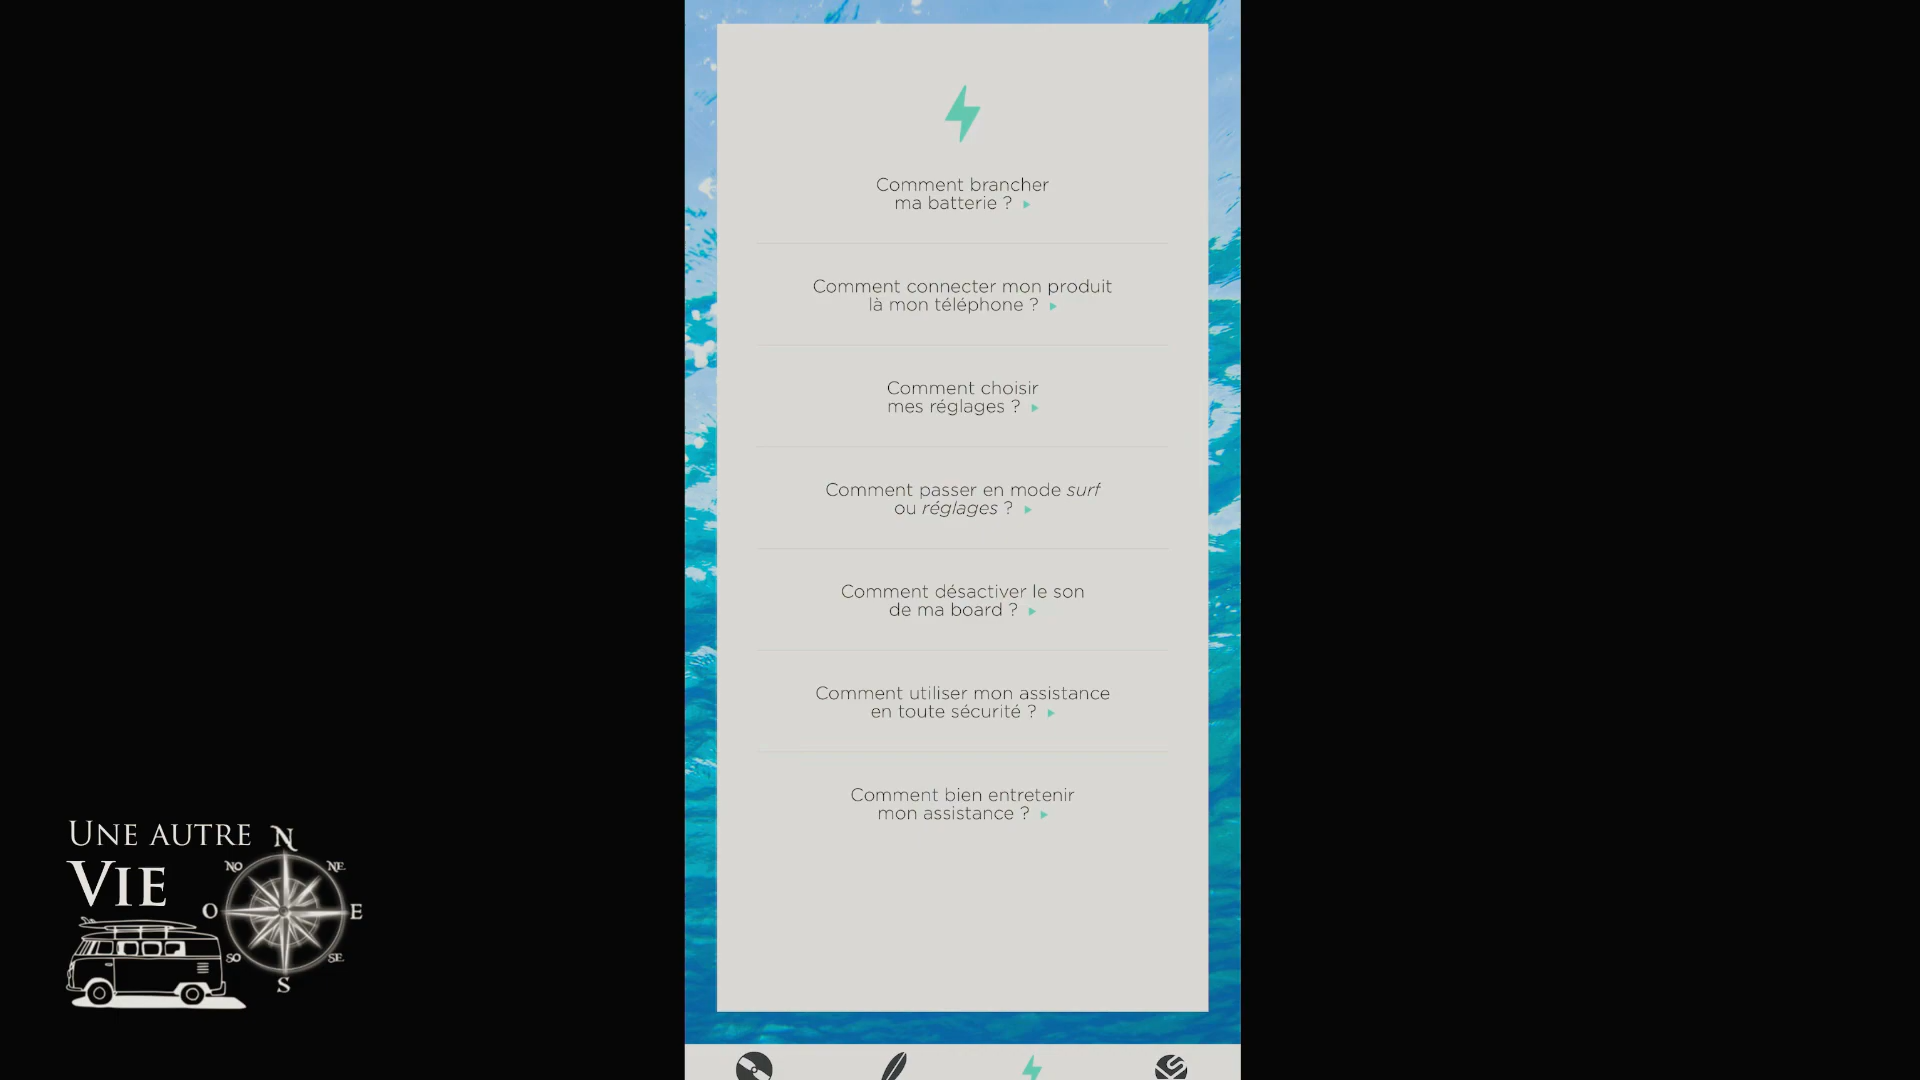 Comment brancher
ma batterie ?
Comment connecter mon produit
là mon téléphone ?
Comment choisir
mes réglages ?
Comment passer en mode surf
ou réglages ?
Comment désactiver le son
de ma board ?
Comment utiliser mon assistance
en toute sécurité ?
Comment bien entretenir
mon assistance ?
UNE AUTRE
VIE
N
NO
NE
O
E
SO
SE
S